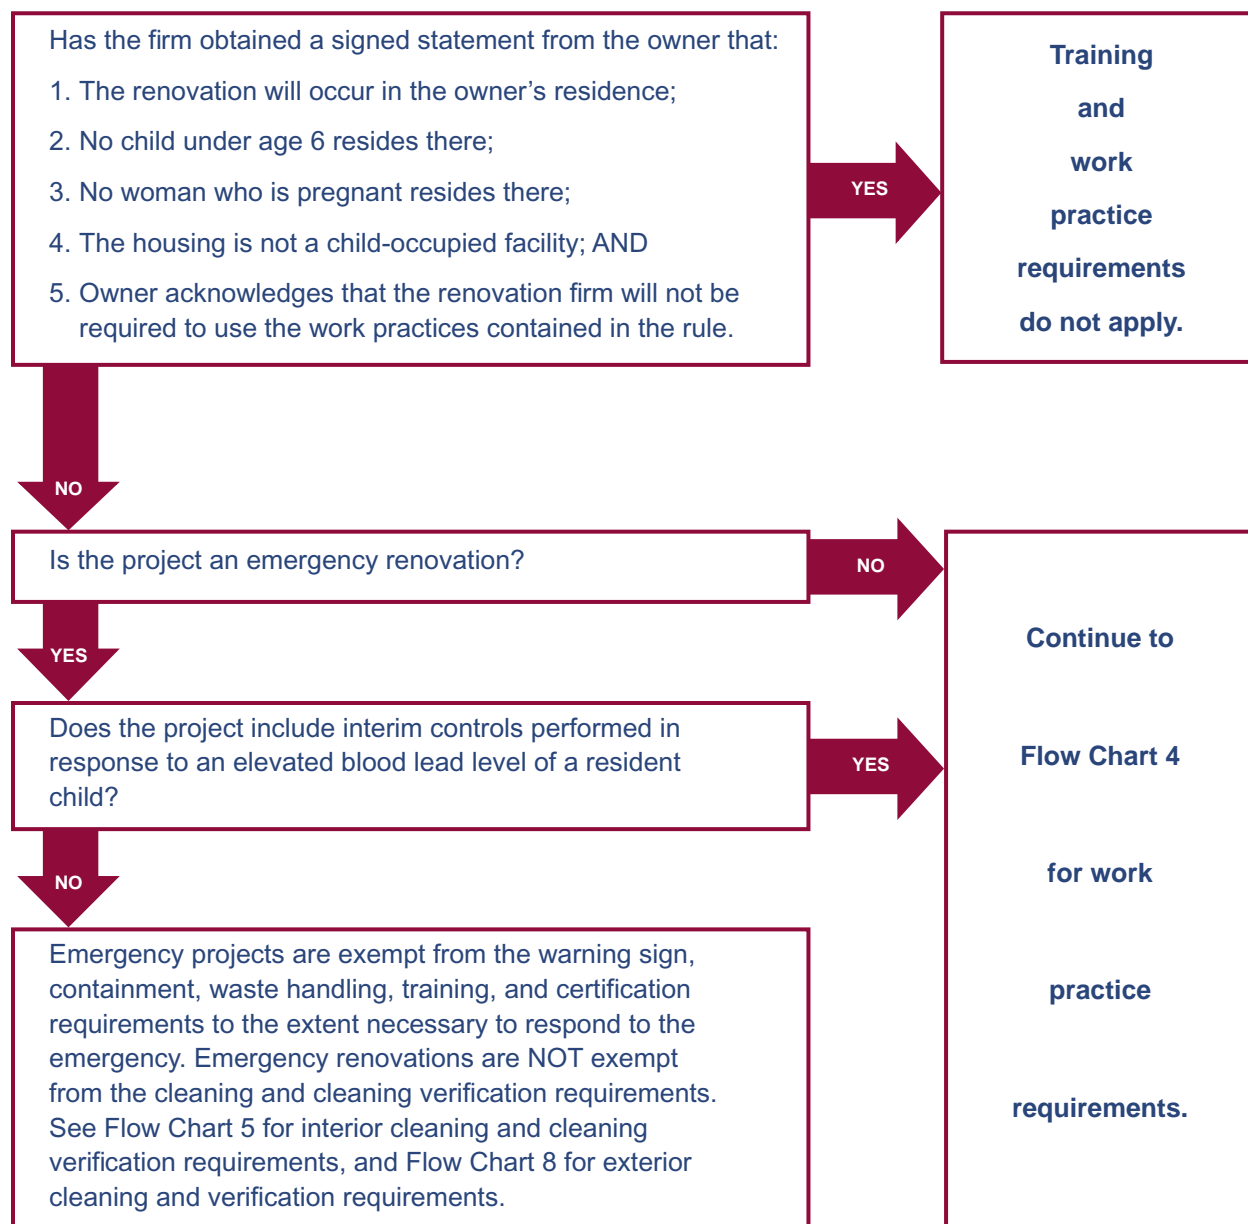 Has the firm obtained a signed statement from the owner that:
1. The renovation will occur in the owner’s residence;
2. No child under age 6 resides there;
3. No woman who is pregnant resides there;
4. The housing is not a child-occupied facility; AND
5. Owner acknowledges that the renovation firm will not be
required to use the work practices contained in the rule.
YES
Training
and
work
practice
requirements
do not apply.
NO
Is the project an emergency renovation?
NO
YES
Does the project include interim controls performed in
response to an elevated blood lead level of a resident
child?
YES
Continue to
Flow Chart 4
for work
practice
requirements.
NO
Emergency projects are exempt from the warning sign,
containment, waste handling, training, and certification
requirements to the extent necessary to respond to the
emergency. Emergency renovations are NOT exempt
from the cleaning and cleaning verification requirements.
See Flow Chart 5 for interior cleaning and cleaning
verification requirements, and Flow Chart 8 for exterior
cleaning and verification requirements.